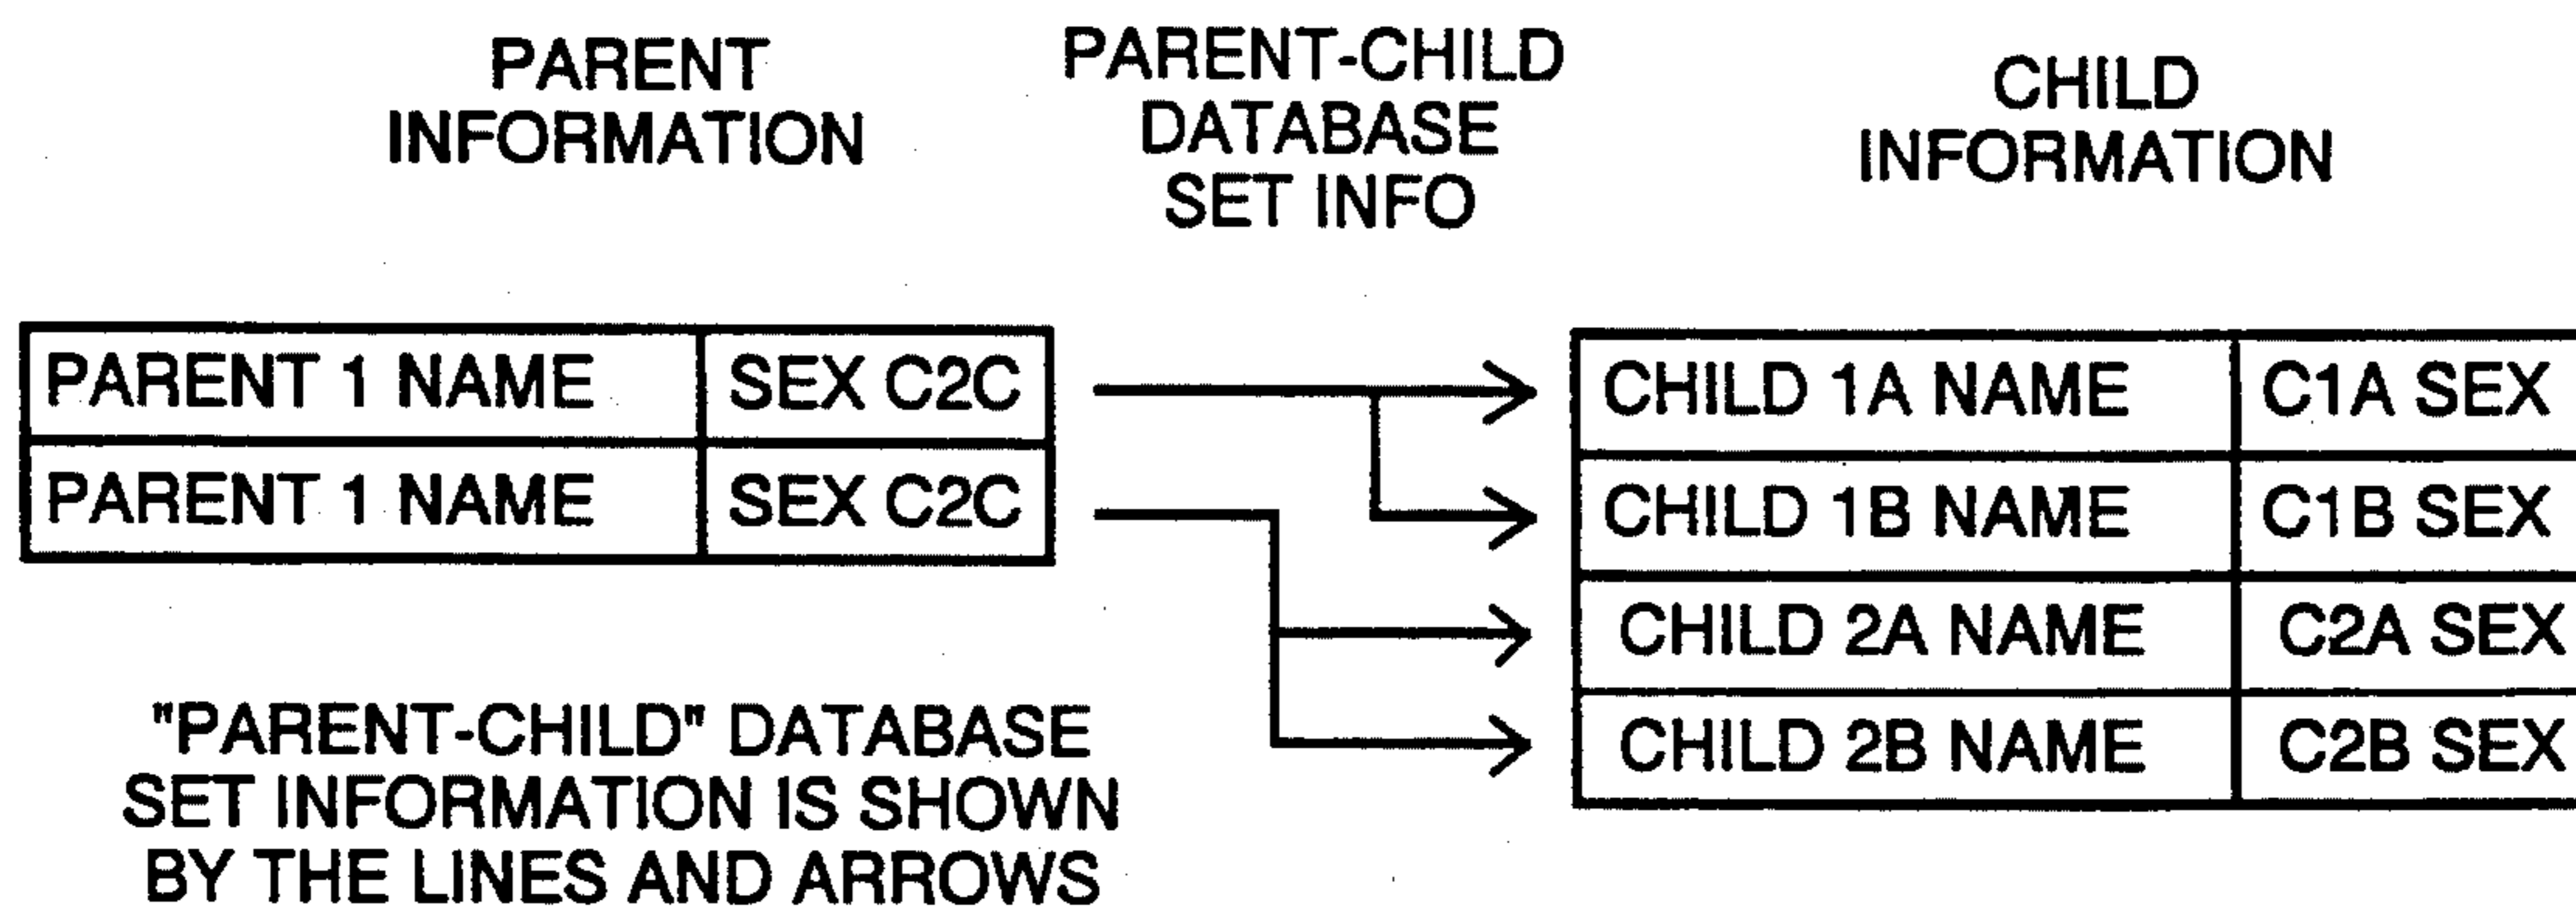 PARENT
INFORMATION
PARENT-CHILD
DATABASE
SET INFO
CHILD
INFORMATION
PARENT 1 NAME SEX C2C
PARENT 1 NAME SEX C2C
CHILD 1A NAME C1A SEX
CHILD 1B NAME C1B SEX
CHILD 2A NAME C2A SEX
CHILD 2B NAME C2B SEX
"PARENT-CHILD" DATABASE
SET INFORMATION IS SHOWN
BY THE LINES AND ARROWS